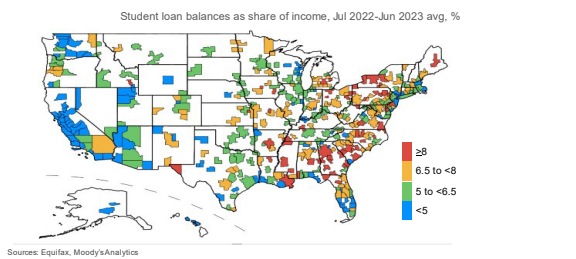 Student loan balances as share of income, Jul 2022-Jun 2023 avg, %
≥8
6.5 to <8
5 to <6.5
<5
Sources: Equifax, Moody'sAnalytics